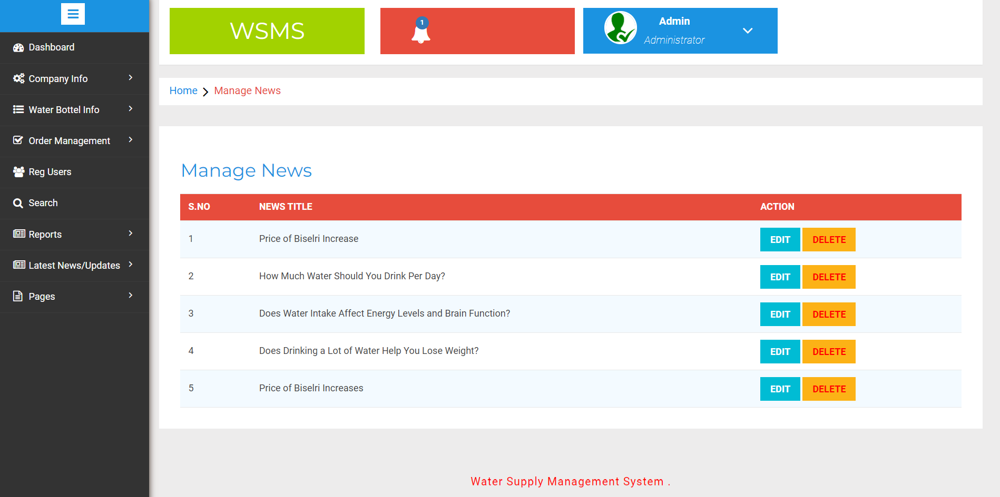 WSMS
1
Admin
Administrator
Dashboard
Company Info
Water Bottel Info
Order Management
Reg Users
Search
Reports
Latest News/Updates
Pages
Home Manage News
Manage News
S.NO NEWS TITLE ACTION
1 Price of Biselri Increase EDIT DELETE
2 How Much Water Should You Drink Per Day? EDIT DELETE
3 Does Water Intake Affect Energy Levels and Brain Function? EDIT DELETE
4 Does Drinking a Lot of Water Help You Lose Weight? EDIT DELETE
5 Price of Biselri Increases EDIT DELETE
Water Supply Management System .